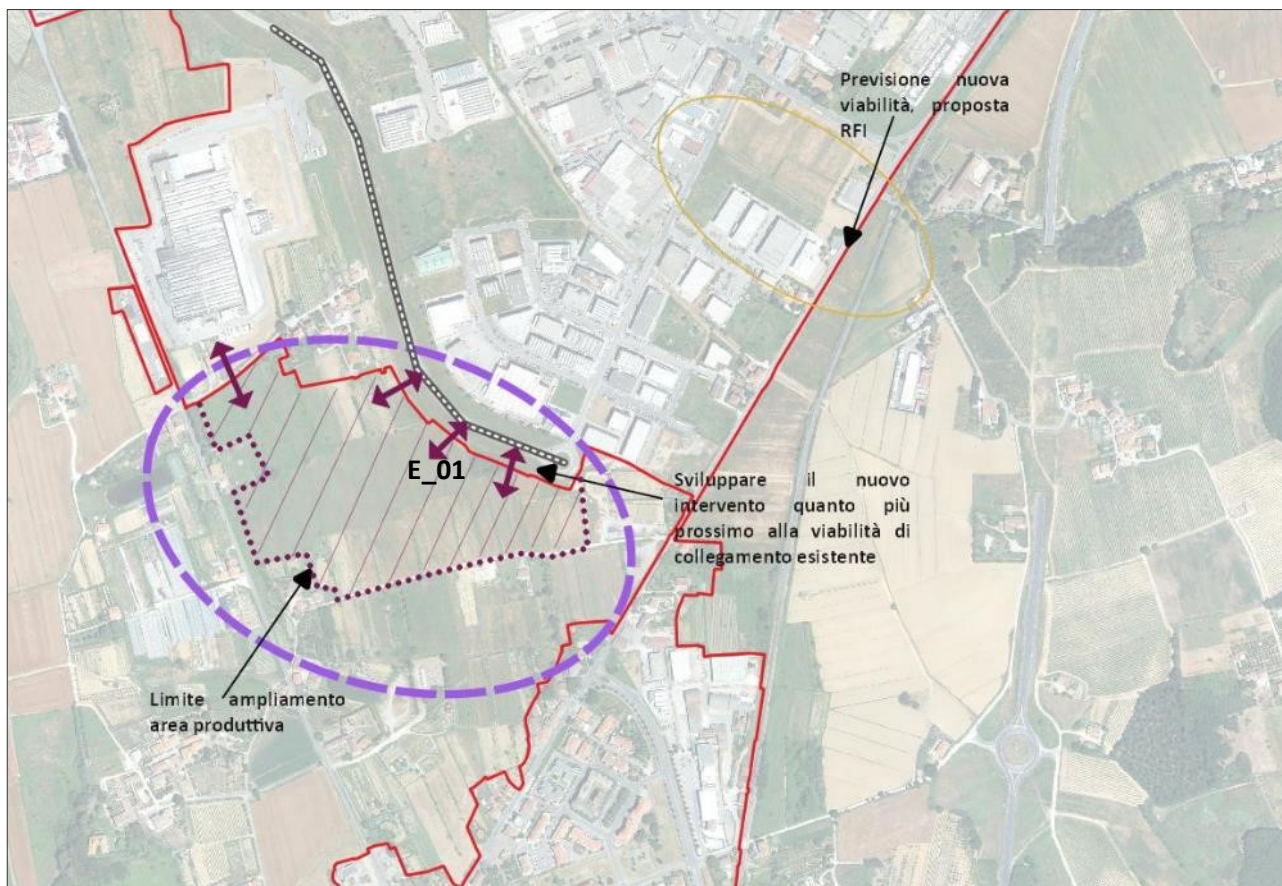 Previsione nuova
viabilità, proposta
RFI
E_01
Sviluppare il nuovo
intervento quanto più
prossimo alla viabilità di
collegamento esistente
Limite ampliamento
area produttiva